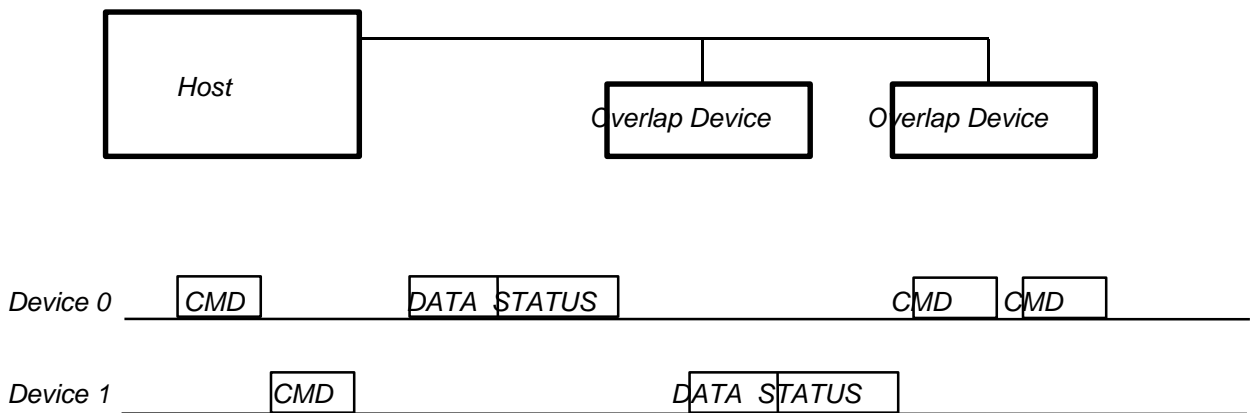 Host
Overlap Device Overlap Device
Device 0 CMD DATA STATUS CMD CMD
Device 1 CMD DATA STATUS